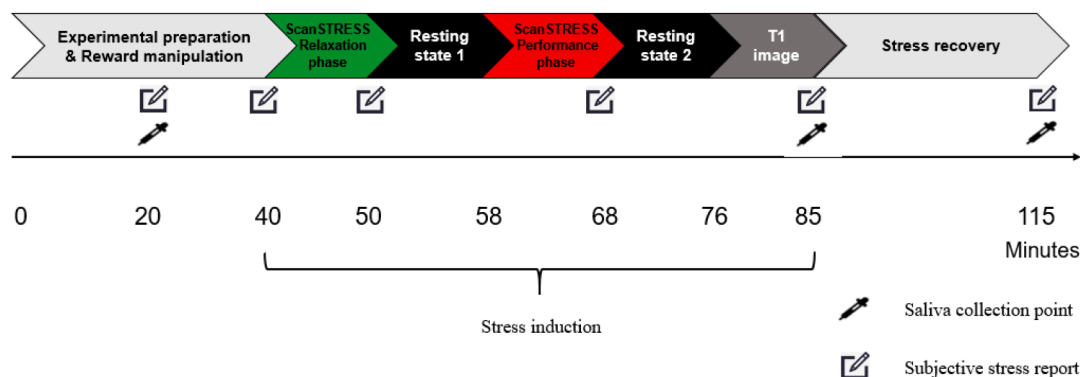 Experimental preparation
& Reward manipulation
ScanSTRESS
Relaxation
phase
Resting
state 1
ScanSTRESS
Performance
phase
Resting
state 2
T1
image
Stress recovery
0 20 40 50 58 68 76 85 115
Minutes
Stress induction
Saliva collection point
Subjective stress report